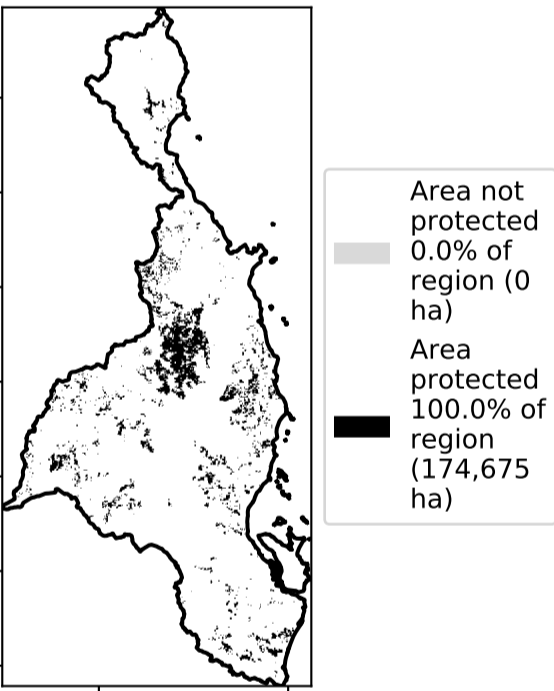 Area not
protected
0.0% of
region (0
ha)
Area
protected
100.0% of
region
(174,675
ha)